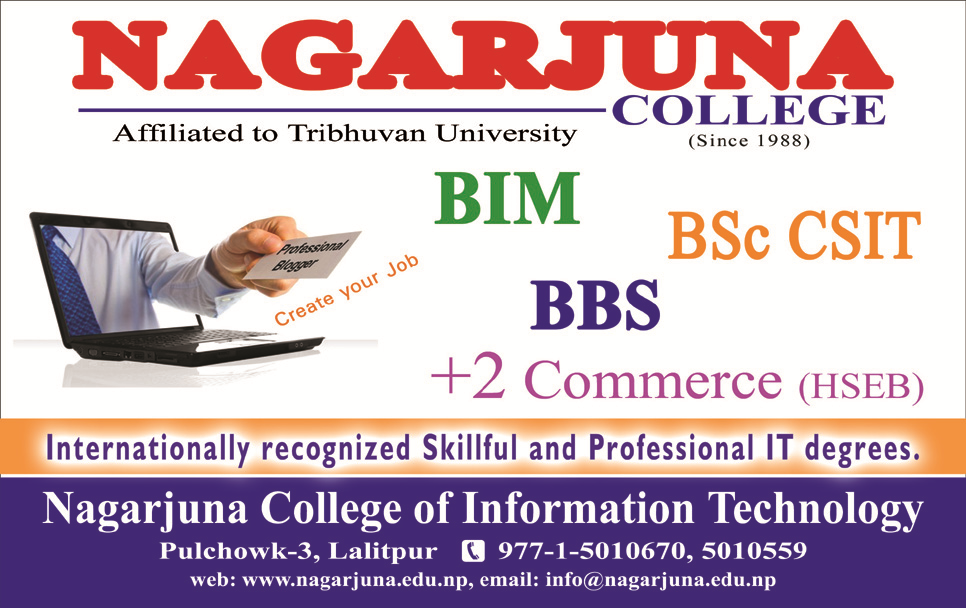 NAGARJUNA
COLLEGE
Affiliated to Tribhuvan University
(Since 1988)
BIM
BSc CSIT
Professional
Blogger
Create your Job
BBS
+2 Commerce (HSEB)
Internationally recognized Skillful and Professional IT degrees.
Nagarjuna College of Information Technology
Pulchowk-3, Lalitpur 977-1-5010670, 5010559
web: www.nagarjuna.edu.np, email: info@nagarjuna.edu.np